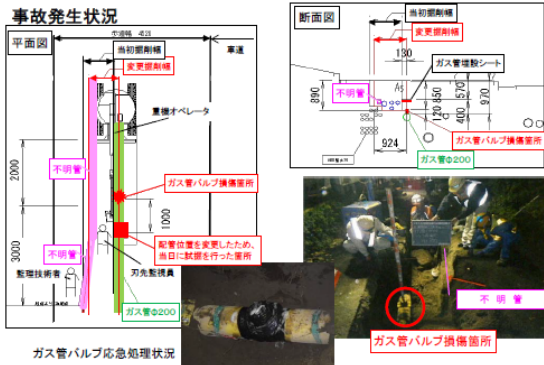 事故発生状況
平面図
歩道幅 4520
車道
当初掘削幅
変更掘削幅
重機オペレータ
不明管
2000
ガス管バルブ損傷箇所
1000
3000
不明管
配管位置を変更したため、
当日に試掘を行った箇所
監理技術者
刃先監視員
ガス管Φ200
ガス管バルブ応急処理状況
断面図
当初掘削幅
変更掘削幅
130
ガス管埋設シート
As
不明管
890
120
850
400
570
970
924
ガス管バルブ損傷箇所
ガス管Φ200
不明管
ガス管バルブ損傷箇所